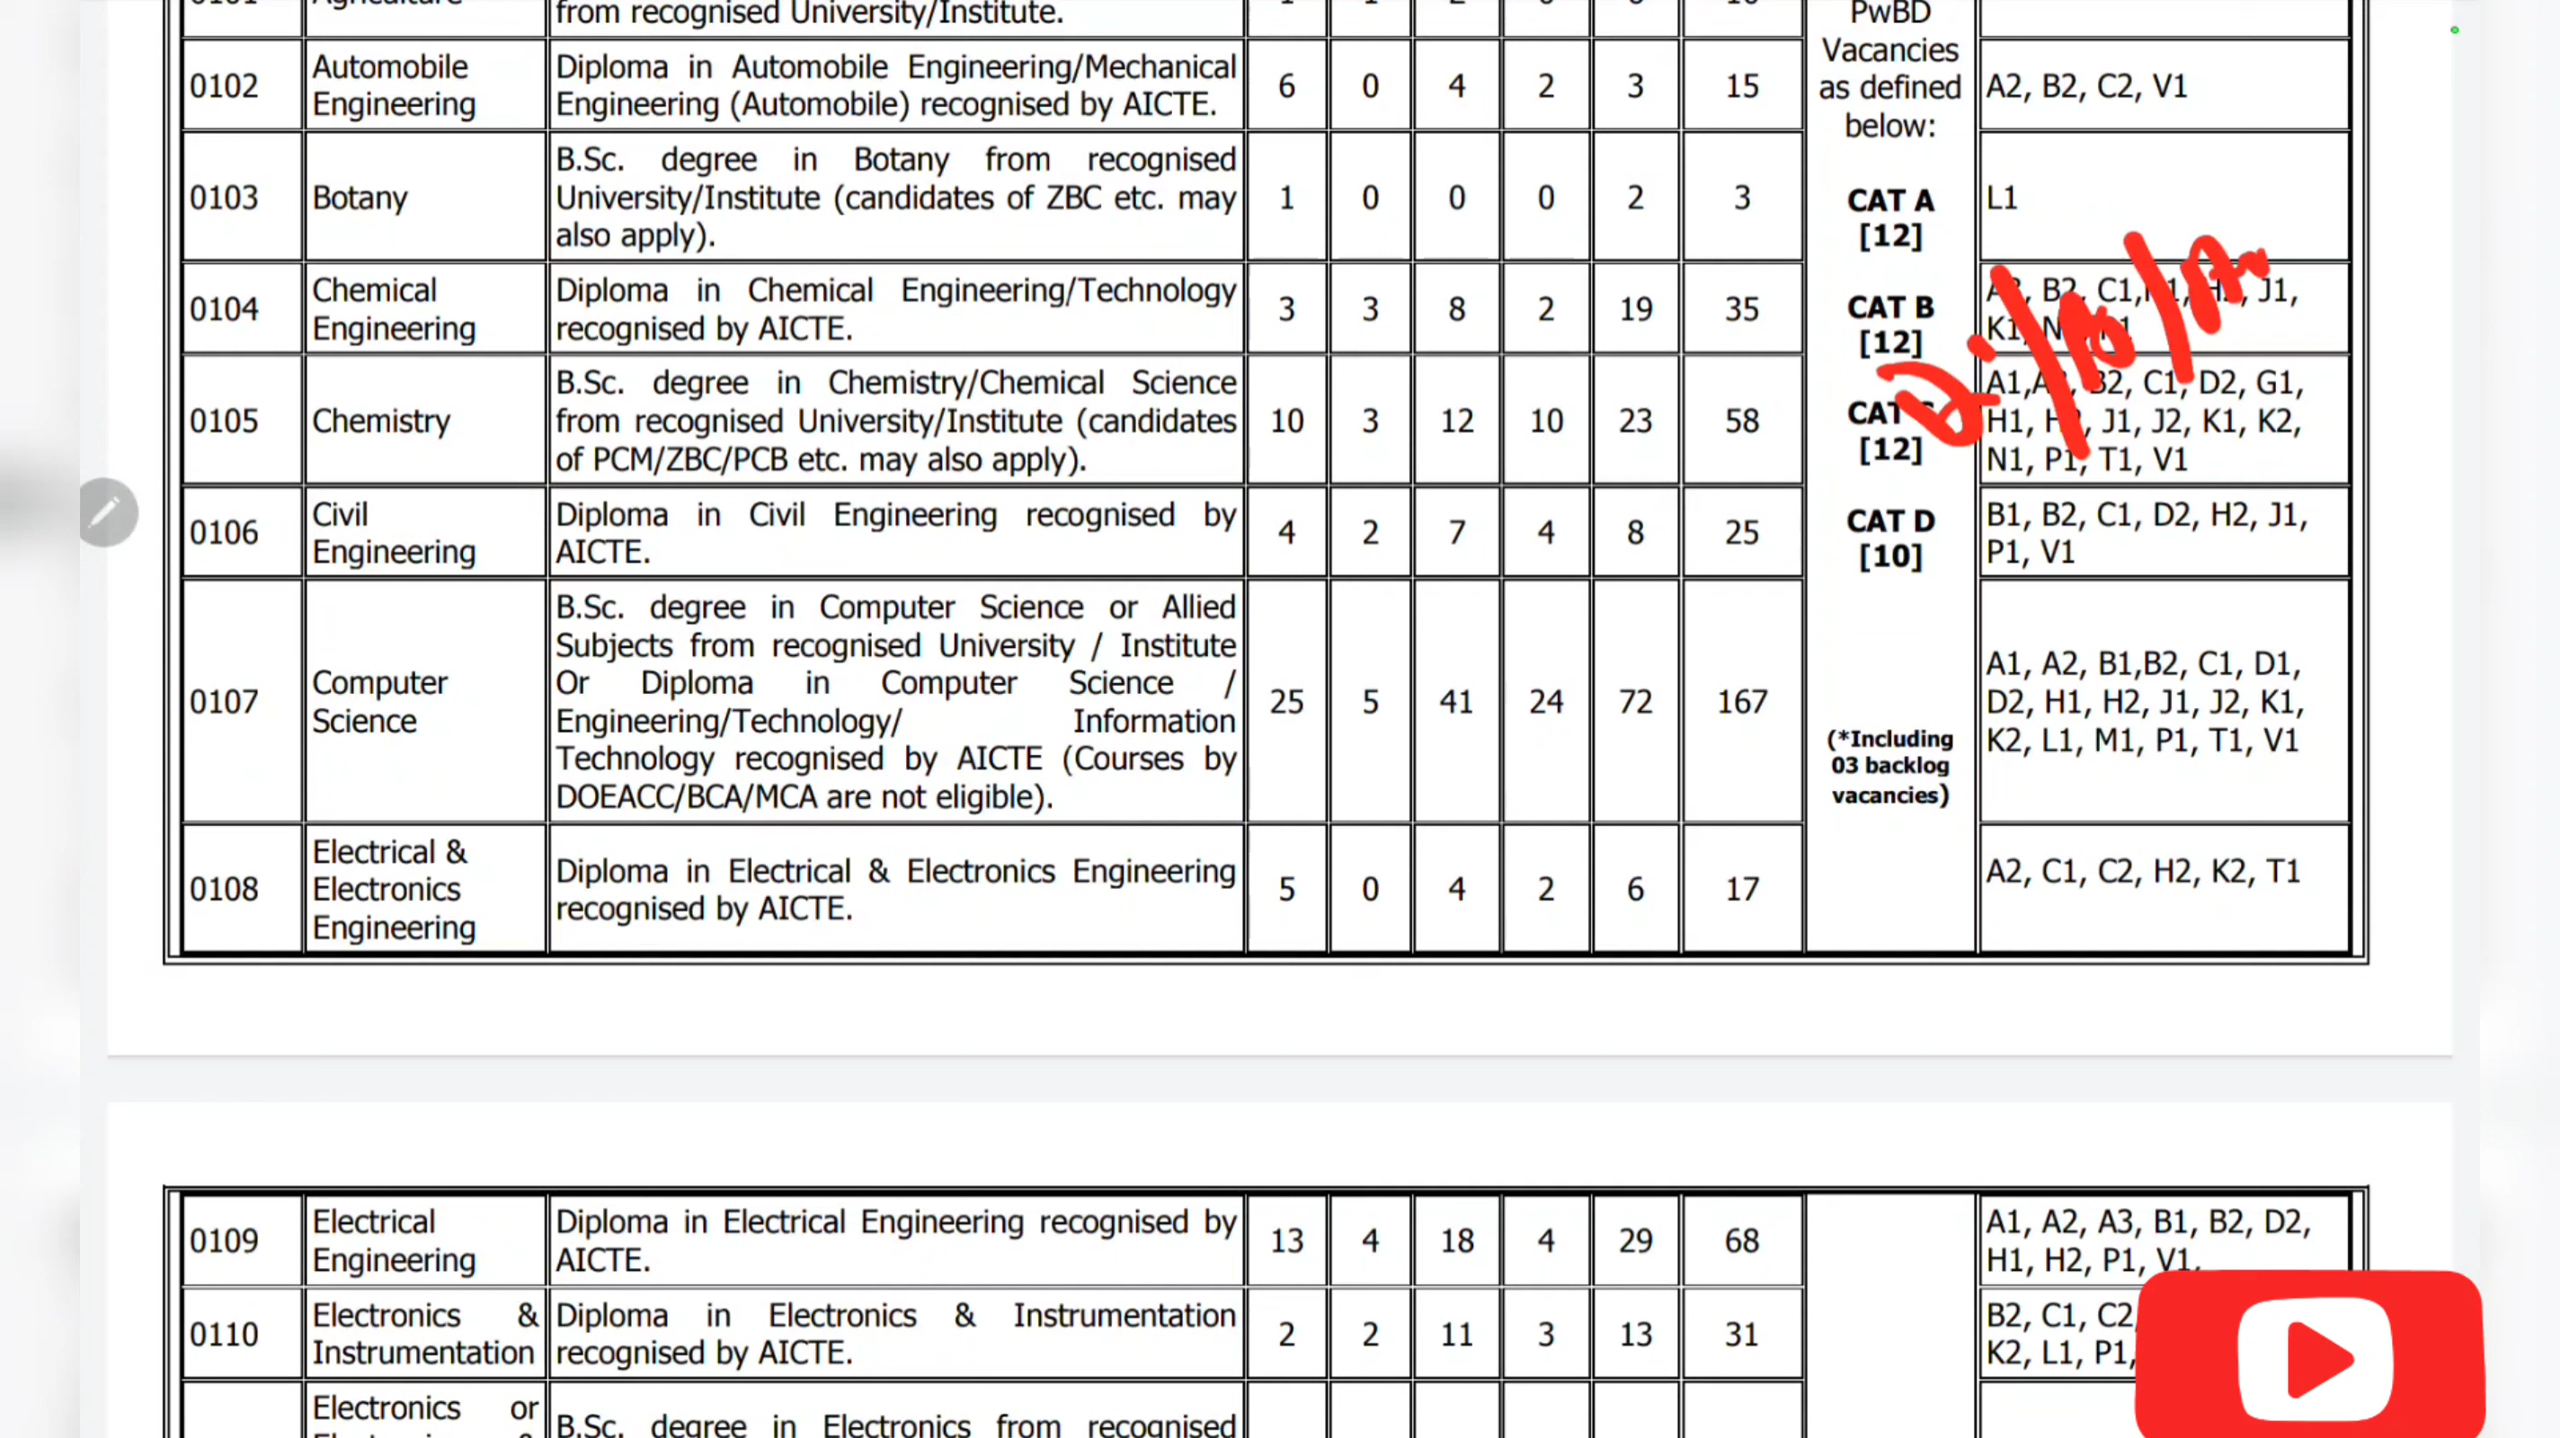 from recognised University/Institute.
PwBD
Vacancies
as defined
below:
0102
Automobile
Engineering
Diploma in Automobile Engineering/Mechanical
Engineering (Automobile) recognised by AICTE.
6 0 4 2 3 15
A2, B2, C2, V1
0103
Botany
B.Sc. degree in Botany from recognised
University/Institute (candidates of ZBC etc. may
also apply).
1 0 0 0 2 3
CAT A
[12]
L1
0104
Chemical
Engineering
Diploma in Chemical Engineering/Technology
recognised by AICTE.
3 3 8 2 19 35
CAT B
[12]
B2, C1, J1,
K1,
0105
Chemistry
B.Sc. degree in Chemistry/Chemical Science
from recognised University/Institute (candidates
of PCM/ZBC/PCB etc. may also apply).
10 3 12 10 23 58
CAT
[12]
A1, B2, C1, D2, G1,
H1, J1, J2, K1, K2,
N1, P1, T1, V1
0106
Civil
Engineering
Diploma in Civil Engineering recognised by
AICTE.
4 2 7 4 8 25
CAT D
[10]
B1, B2, C1, D2, H2, J1,
P1, V1
0107
Computer
Science
B.Sc. degree in Computer Science or Allied
Subjects from recognised University / Institute
Or Diploma in Computer Science /
Engineering/Technology/ Information
Technology recognised by AICTE (Courses by
DOEACC/BCA/MCA are not eligible).
25 5 41 24 72 167
(*Including
03 backlog
vacancies)
A1, A2, B1,B2, C1, D1,
D2, H1, H2, J1, J2, K1,
K2, L1, M1, P1, T1, V1
0108
Electrical &
Electronics
Engineering
Diploma in Electrical & Electronics Engineering
recognised by AICTE.
5 0 4 2 6 17
A2, C1, C2, H2, K2, T1
0109
Electrical
Engineering
Diploma in Electrical Engineering recognised by
AICTE.
13 4 18 4 29 68
A1, A2, A3, B1, B2, D2,
H1, H2, P1, V1.
0110
Electronics &
Instrumentation
Diploma in Electronics & Instrumentation
recognised by AICTE.
2 2 11 3 13 31
B2, C1, C2
K2, L1, P1,
Electronics or
B.Sc. degree in Electronics from recognised